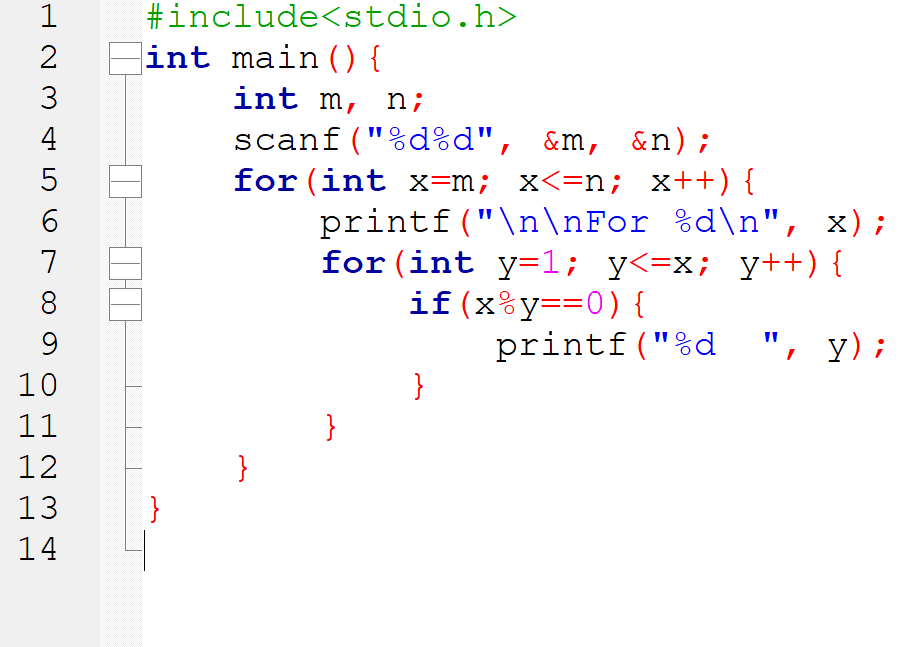 1 #include<stdio.h>
2 int main(){
3     int m, n;
4     scanf("%d%d", &m, &n);
5     for(int x=m; x<=n; x++){
6         printf("\n\nFor %d\n", x);
7         for(int y=1; y<=x; y++){
8             if(x%y==0){
9                 printf("%d  ", y);
10             }
11         }
12     }
13 }
14